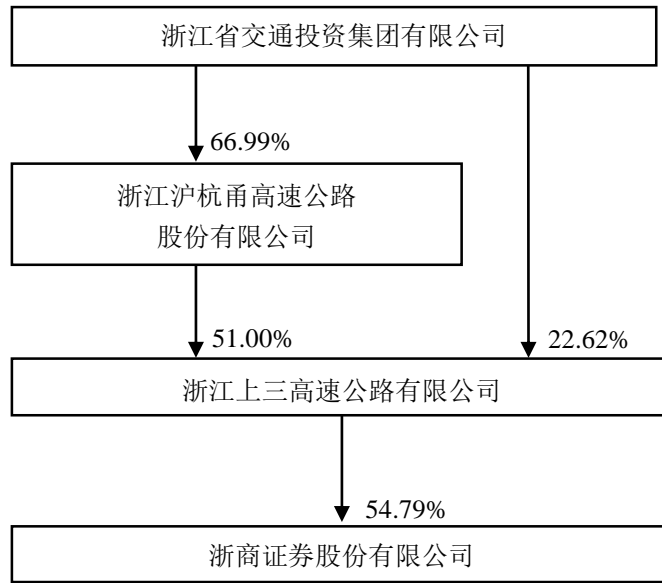 浙江省交通投资集团有限公司
66.99%
浙江沪杭甬高速公路
股份有限公司
51.00%
22.62%
浙江上三高速公路有限公司
54.79%
浙商证券股份有限公司